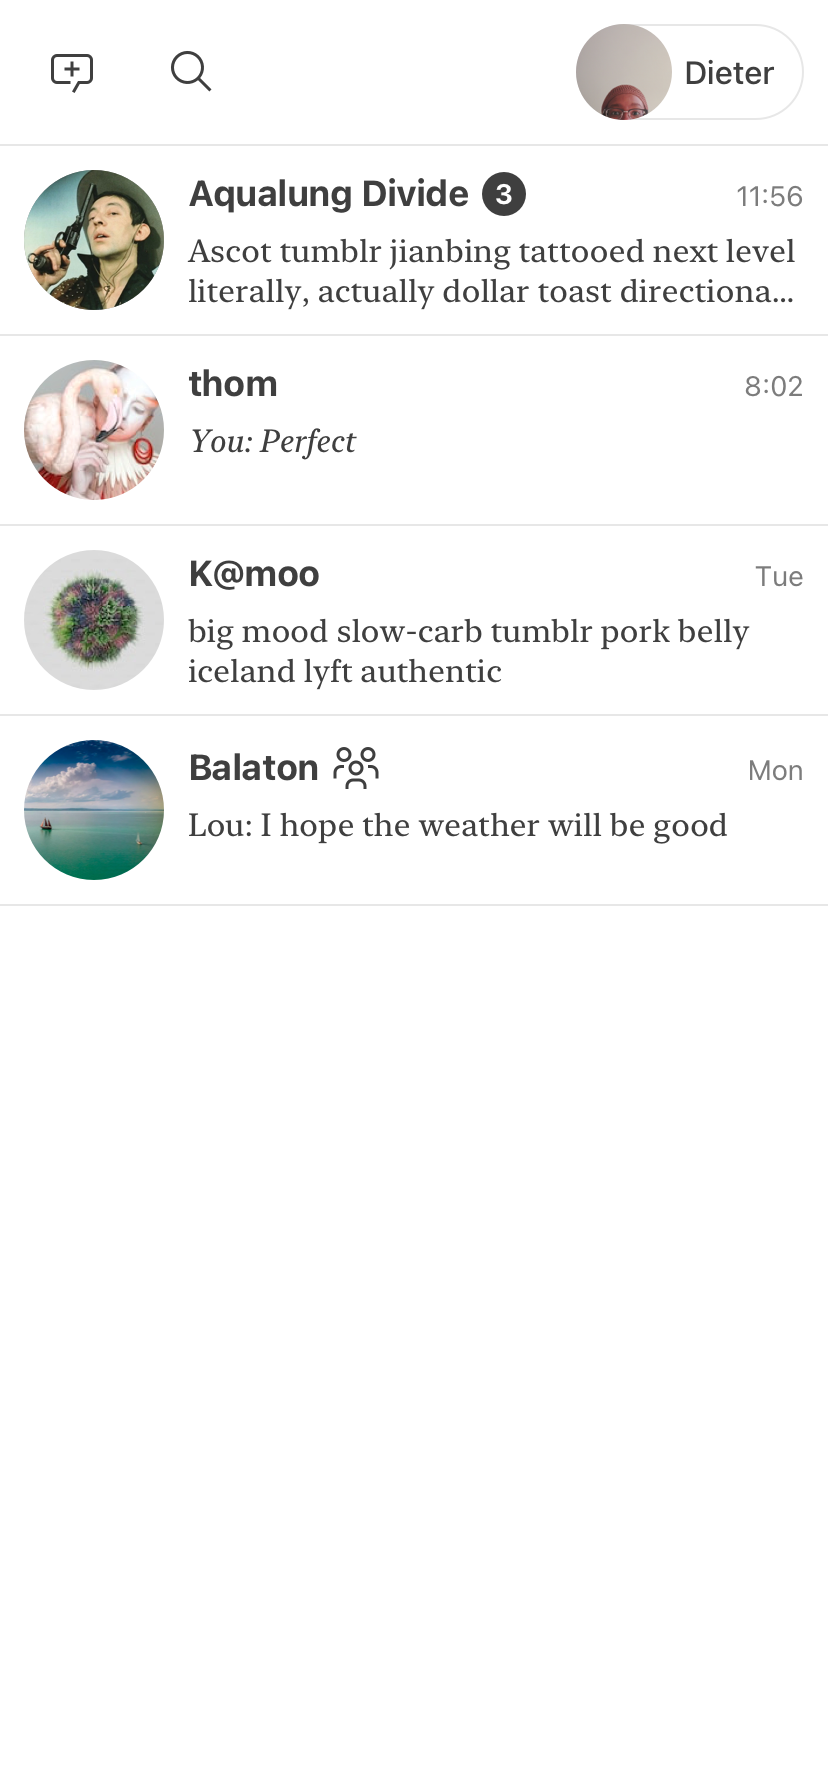 Dieter
Aqualung Divide 3 11:56
Ascot tumblr jianbing tattooed next level
literally, actually dollar toast directiona...
thom 8:02
You: Perfect
K@moo Tue
big mood slow-carb tumblr pork belly
iceland lyft authentic
Balaton Mon
Lou: I hope the weather will be good